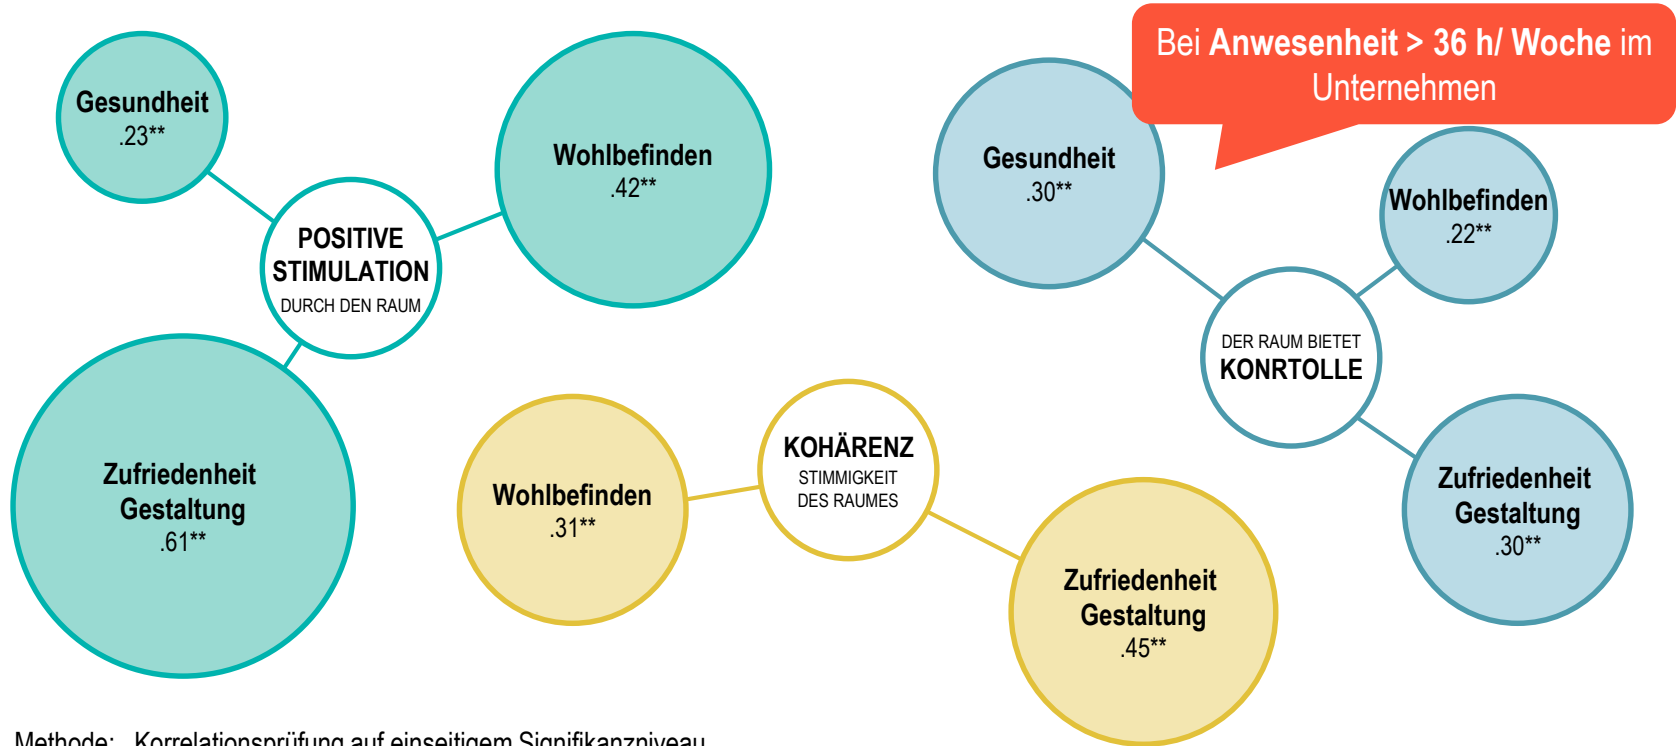 Bei Anwesenheit > 36 h/ Woche im
Unternehmen
Gesundheit
.23**
Wohlbefinden
.42**
POSITIVE
STIMULATION
DURCH DEN RAUM
Zufriedenheit
Gestaltung
.61**
Gesundheit
.30**
Wohlbefinden
.22**
DER RAUM BIETET
KONRTOLLE
Zufriedenheit
Gestaltung
.30**
KOHÄRENZ
STIMMIGKEIT
DES RAUMES
Wohlbefinden
.31**
Zufriedenheit
Gestaltung
.45**
Methode: Korrelationsprüfung auf einseitigem Signifikanzniveau